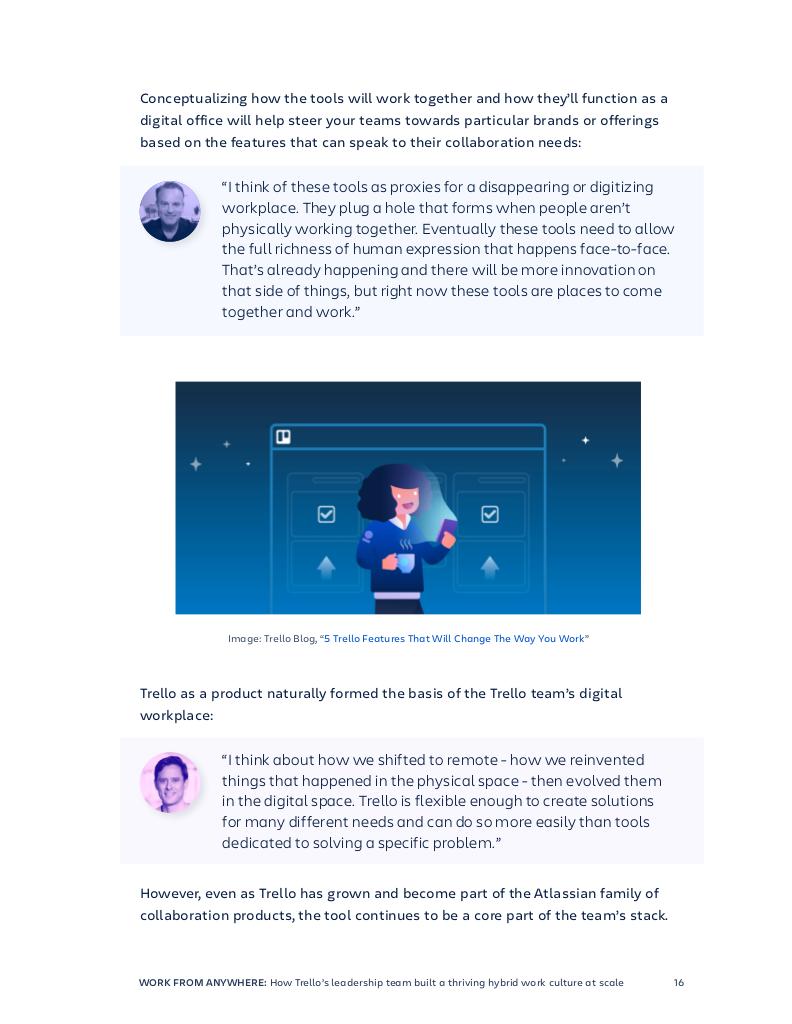 Conceptualizing how the tools will work together and how they’ll function as a
digital office will help steer your teams towards particular brands or offerings
based on the features that can speak to their collaboration needs:
“I think of these tools as proxies for a disappearing or digitizing
workplace. They plug a hole that forms when people aren’t
physically working together. Eventually these tools need to allow
the full richness of human expression that happens face-to-face.
That’s already happening and there will be more innovation on
that side of things, but right now these tools are places to come
together and work.”
Image: Trello Blog, “5 Trello Features That Will Change The Way You Work”
Trello as a product naturally formed the basis of the Trello team’s digital
workplace:
“I think about how we shifted to remote - how we reinvented
things that happened in the physical space - then evolved them
in the digital space. Trello is flexible enough to create solutions
for many different needs and can do so more easily than tools
dedicated to solving a specific problem.”
However, even as Trello has grown and become part of the Atlassian family of
collaboration products, the tool continues to be a core part of the team’s stack.
WORK FROM ANYWHERE: How Trello’s leadership team built a thriving hybrid work culture at scale 16